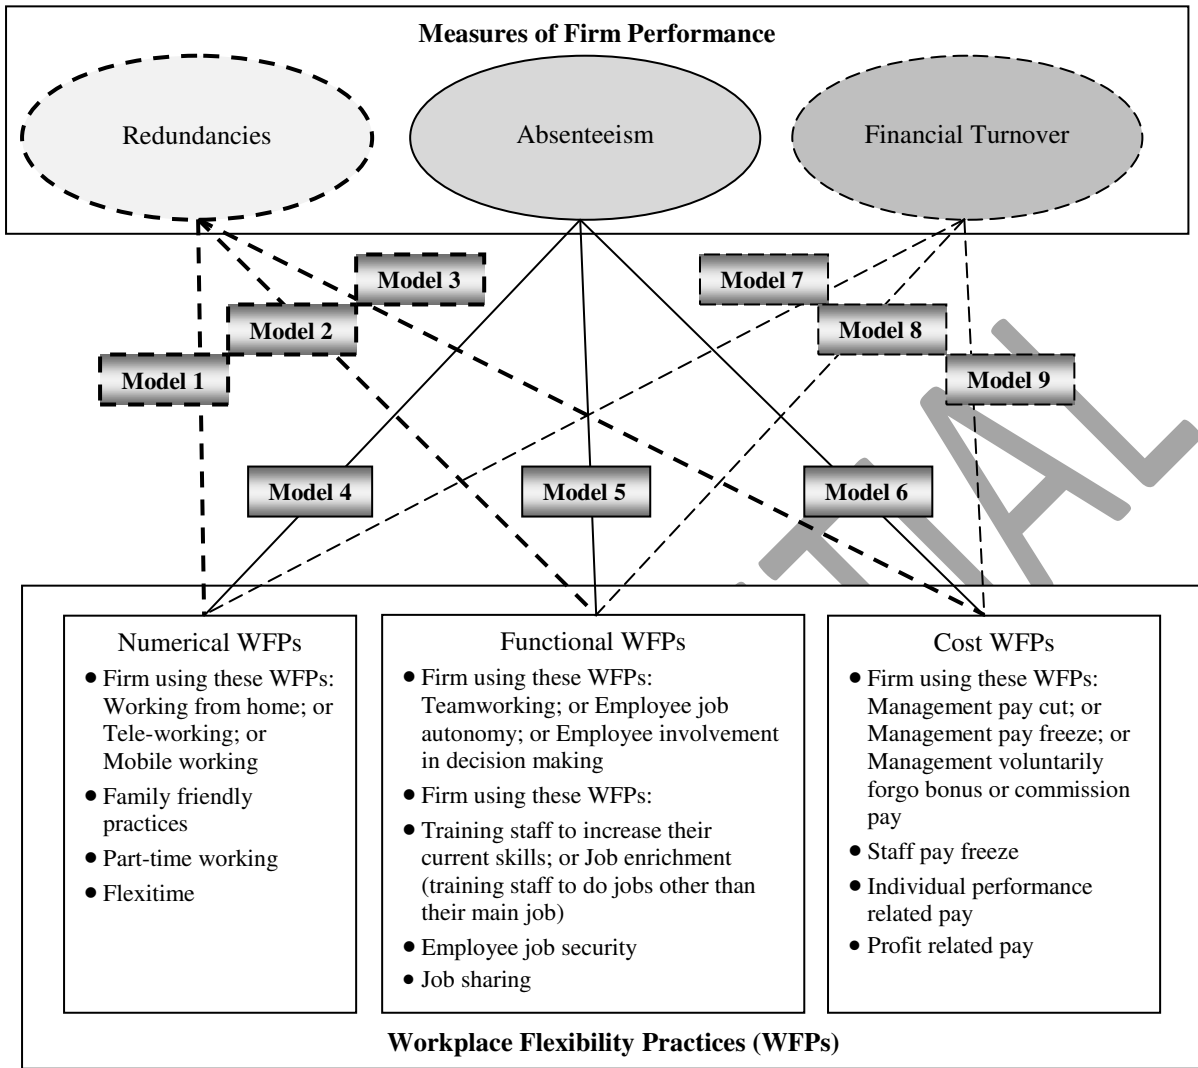 Measures of Firm Performance
Redundancies
Absenteeism
Financial Turnover
Model 3
Model 7
Model 2
Model 8
Model 1
Model 9
Model 4
Model 5
Model 6
TIAL
Numerical WFPs
• Firm using these WFPs:
Working from home; or
Tele-working; or
Mobile working
• Family friendly
practices
• Part-time working
• Flexitime
Functional WFPs
• Firm using these WFPs:
Teamworking; or Employee job
autonomy; or Employee involvement
in decision making
• Firm using these WFPs:
• Training staff to increase their
current skills; or Job enrichment
(training staff to do jobs other than
their main job)
• Employee job security
• Job sharing
Cost WFPs
• Firm using these WFPs:
Management pay cut; or
Management pay freeze; or
Management voluntarily
forgo bonus or commission
pay
• Staff pay freeze
• Individual performance
related pay
• Profit related pay
Workplace Flexibility Practices (WFPs)